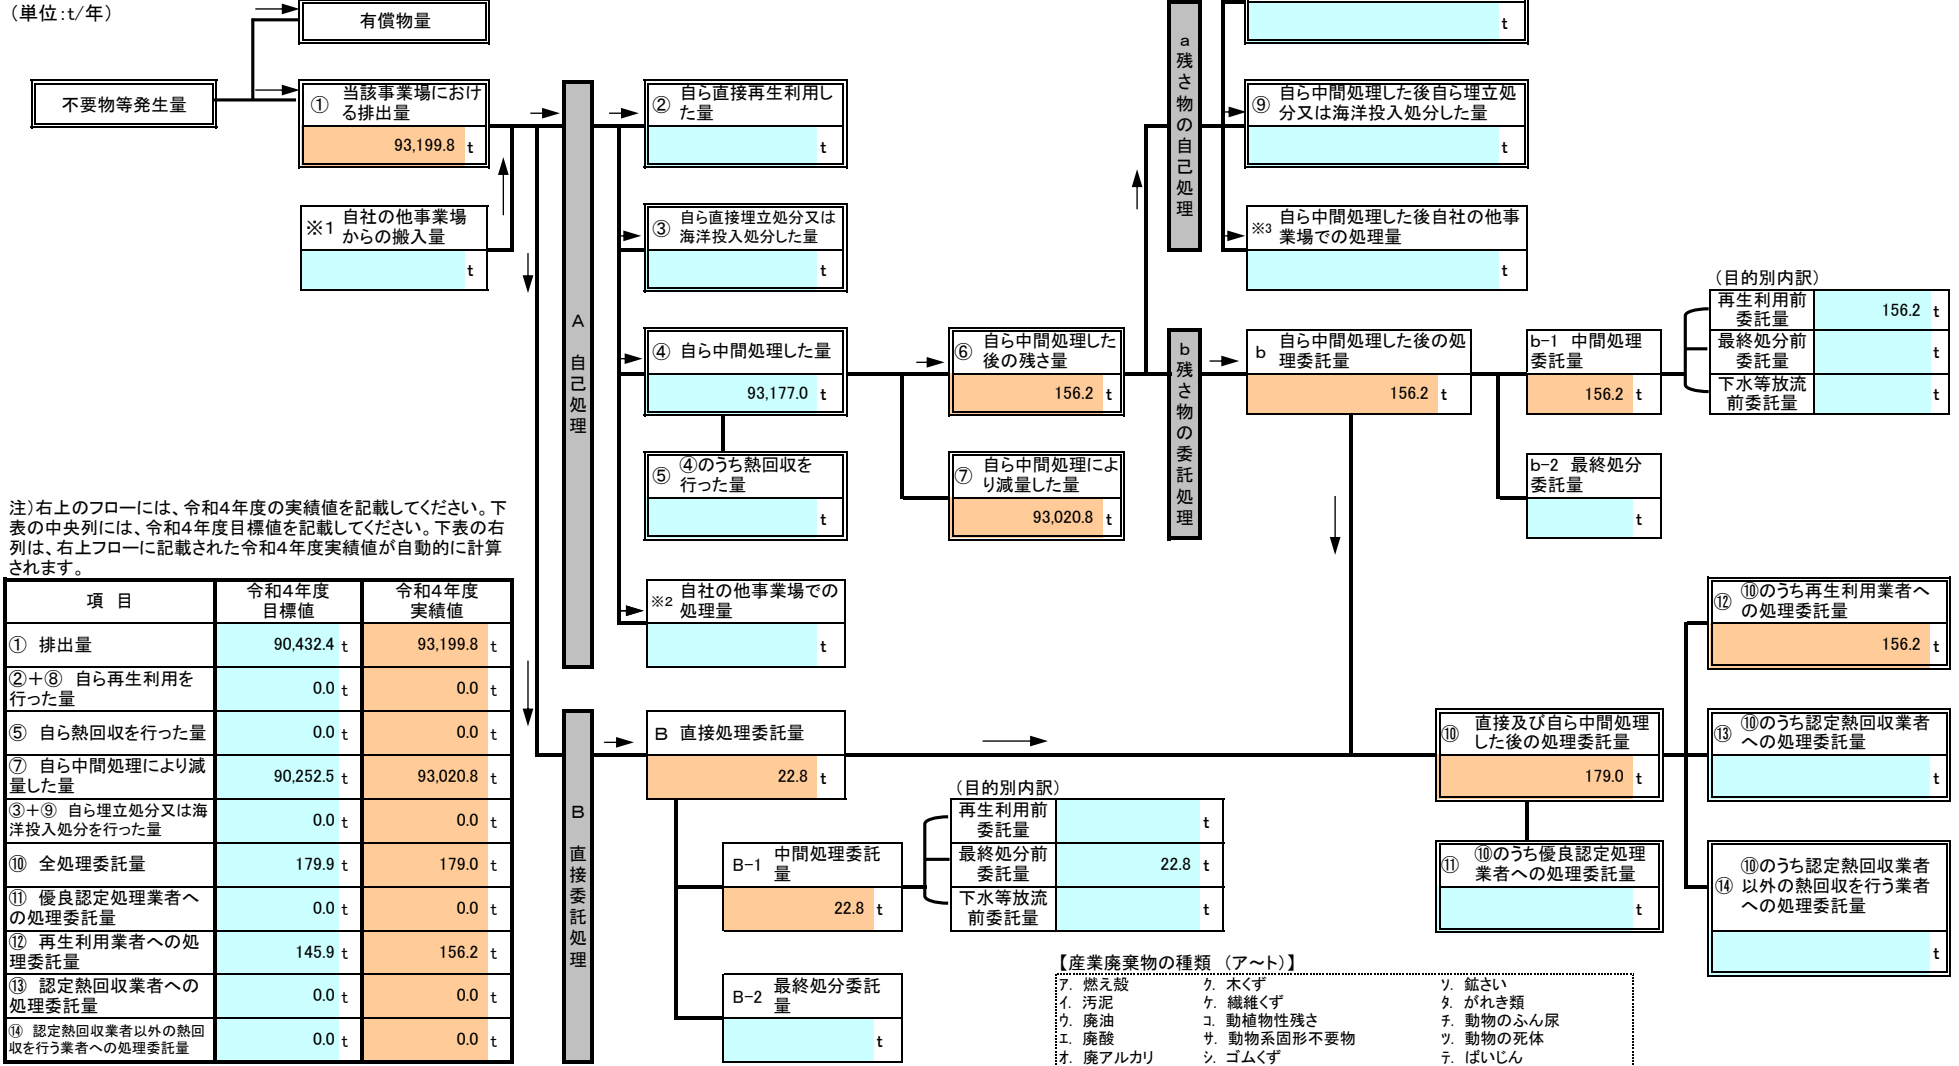 （単位：t/年）
有償物量
不要物等発生量
① 当該事業場におけ
る排出量
93,199.8 t
※1 自社の他事業場
からの搬入量
t
A 自己処理
② 自ら直接再生利用し
た量
t
③ 自ら直接埋立処分又は
海洋投入処分した量
t
④ 自ら中間処理した量
93,177.0 t
⑤ ④のうち熱回収を
行った量
t
※2 自社の他事業場での
処理量
t
⑥ 自ら中間処理した
後の残さ量
156.2 t
⑦ 自ら中間処理によ
り減量した量
93,020.8 t
a 残さ物の自己処理
t
⑨ 自ら中間処理した後自ら埋立処
分又は海洋投入処分した量
t
※3 自ら中間処理した後自社の他事
業場での処理量
t
b 残さ物の委託処理
b 自ら中間処理した後の処
理委託量
156.2 t
b-1 中間処理
委託量
156.2 t
b-2 最終処分
委託量
t
（目的別内訳）
再生利用前
委託量 156.2 t
最終処分前
委託量 t
下水等放流
前委託量 t
注）右上のフローには、令和4年度の実績値を記載してください。下
表の中央列には、令和4年度目標値を記載してください。下表の右
列は、右上フローに記載された令和4年度実績値が自動的に計算
されます。
項 目 令和4年度
目標値 令和4年度
実績値
① 排出量 90,432.4 t 93,199.8 t
②＋⑧ 自ら再生利用を
行った量 0.0 t 0.0 t
⑤ 自ら熱回収を行った量 0.0 t 0.0 t
⑦ 自ら中間処理により減
量した量 90,252.5 t 93,020.8 t
③＋⑨ 自ら埋立処分又は海
洋投入処分を行った量 0.0 t 0.0 t
⑩ 全処理委託量 179.9 t 179.0 t
⑪ 優良認定処理業者へ
の処理委託量 0.0 t 0.0 t
⑫ 再生利用業者への処
理委託量 145.9 t 156.2 t
⑬ 認定熱回収業者への
処理委託量 0.0 t 0.0 t
⑭ 認定熱回収業者以外の熱回
収を行う業者への処理委託量 0.0 t 0.0 t
B 直接委託処理
B 直接処理委託量
22.8 t
B-1 中間処理委託
量
22.8 t
B-2 最終処分委託
量
t
（目的別内訳）
再生利用前
委託量 t
最終処分前
委託量 22.8 t
下水等放流
前委託量 t
⑩ 直接及び自ら中間処理
した後の処理委託量
179.0 t
⑪ ⑩のうち優良認定処理
業者への処理委託量
t
⑫ ⑩のうち再生利用業者へ
の処理委託量
156.2 t
⑬ ⑩のうち認定熱回収業者
への処理委託量
t
⑭ ⑩のうち認定熱回収業者
以外の熱回収を行う業者
への処理委託量
t
【産業廃棄物の種類 （ア～ト）】
ア. 燃え殻 ク. 木くず ソ. 鉱さい
イ. 汚泥 ケ. 繊維くず タ. がれき類
ウ. 廃油 コ. 動植物性残さ チ. 動物のふん尿
エ. 廃酸 サ. 動物系固形不要物 ツ. 動物の死体
オ. 廃アルカリ シ. ゴムくず テ. ばいじん